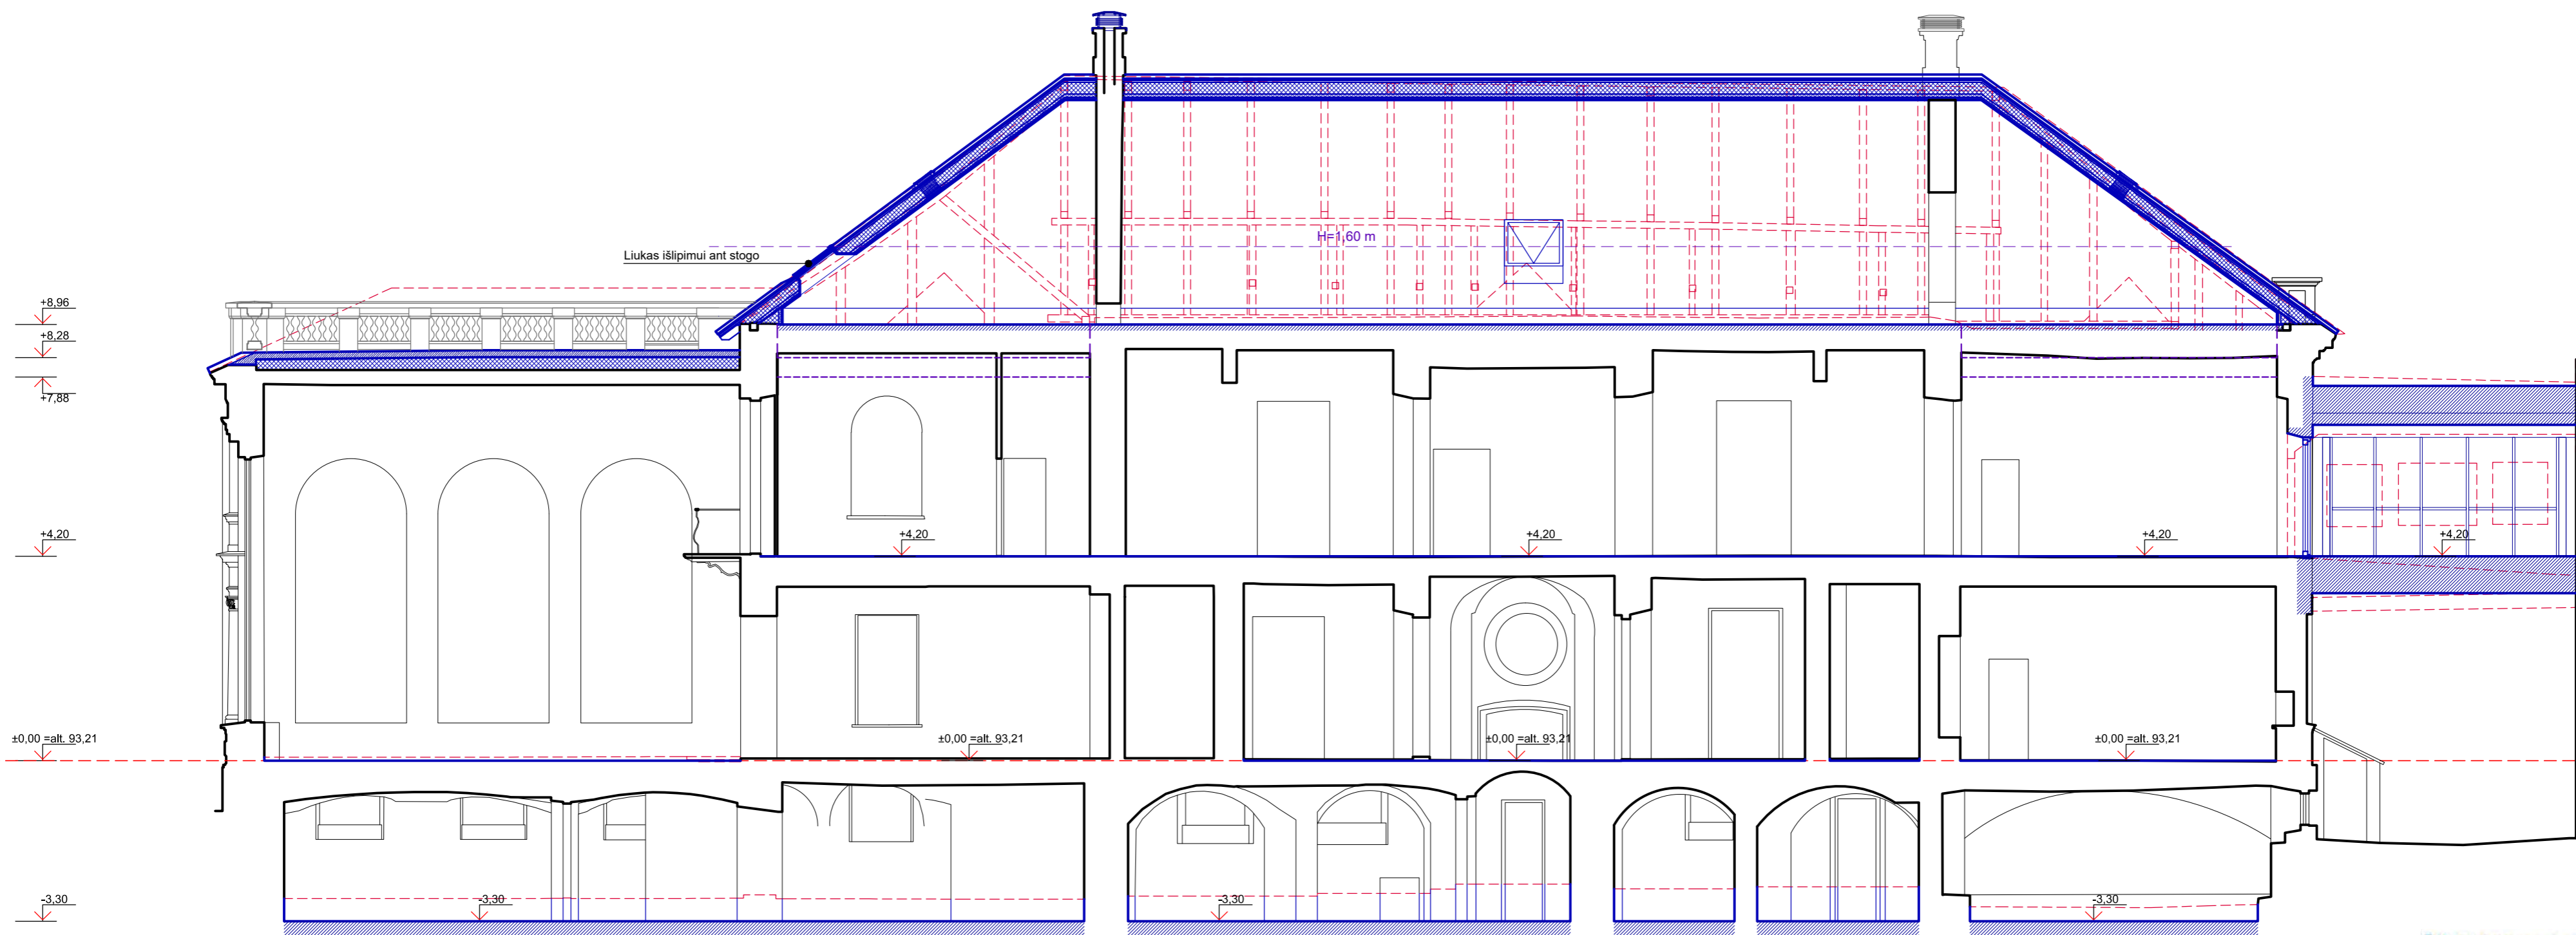 Liukas išlipimui ant stogo
H=1,60 m
+8,96
+8,28
+7,88
+4,20
+4,20
+4,20
+4,20
+4,20
±0,00 =alt. 93,21
±0,00 =alt. 93,21
±0,00 =alt. 93,21
±0,00 =alt. 93,21
-3,30
-3,30
-3,30
-3,30